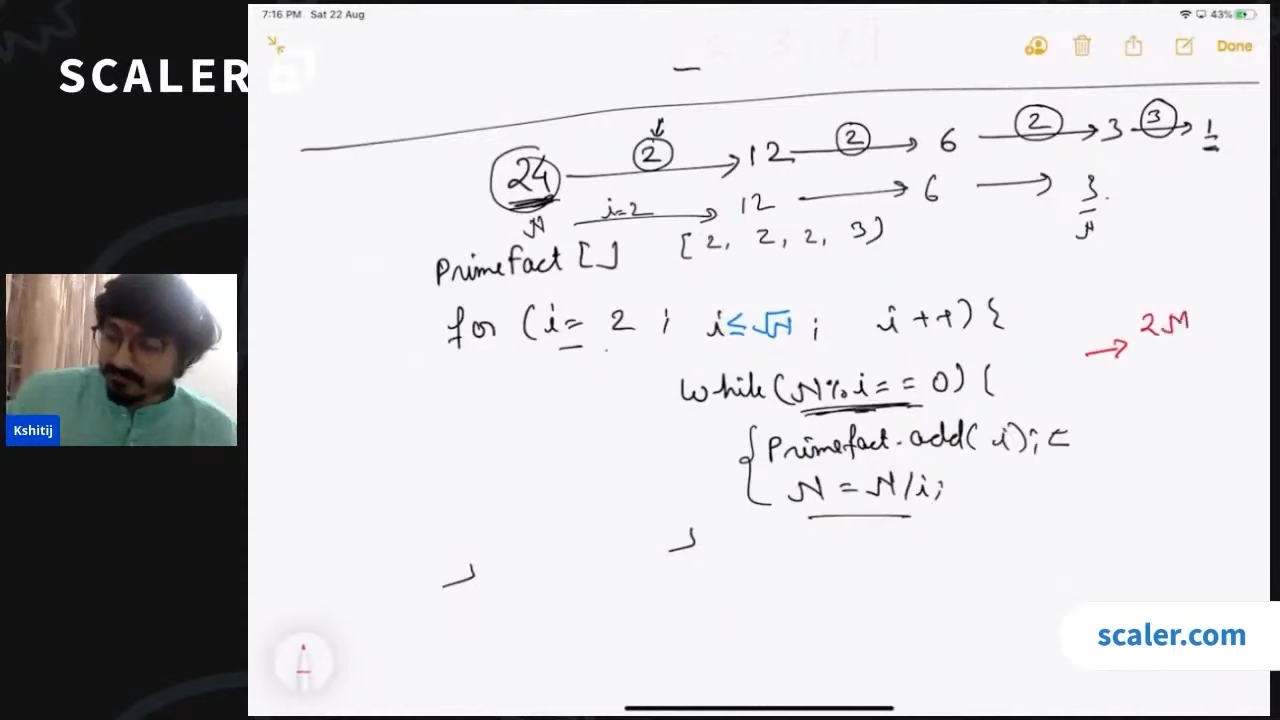 7:16 PM Sat 22 Aug
43%
SCALER
Done
24 2 12 2 6 2 3 3 1
N i=2 12 6 3
N
PrimeFact [] [2, 2, 2, 3)
for (i= 2 ; i≤√N ; i++) {
2N
while(N%i== 0) {
{ Primefact.add( i);
N = N/i;
}
}
Kshitij
scaler.com